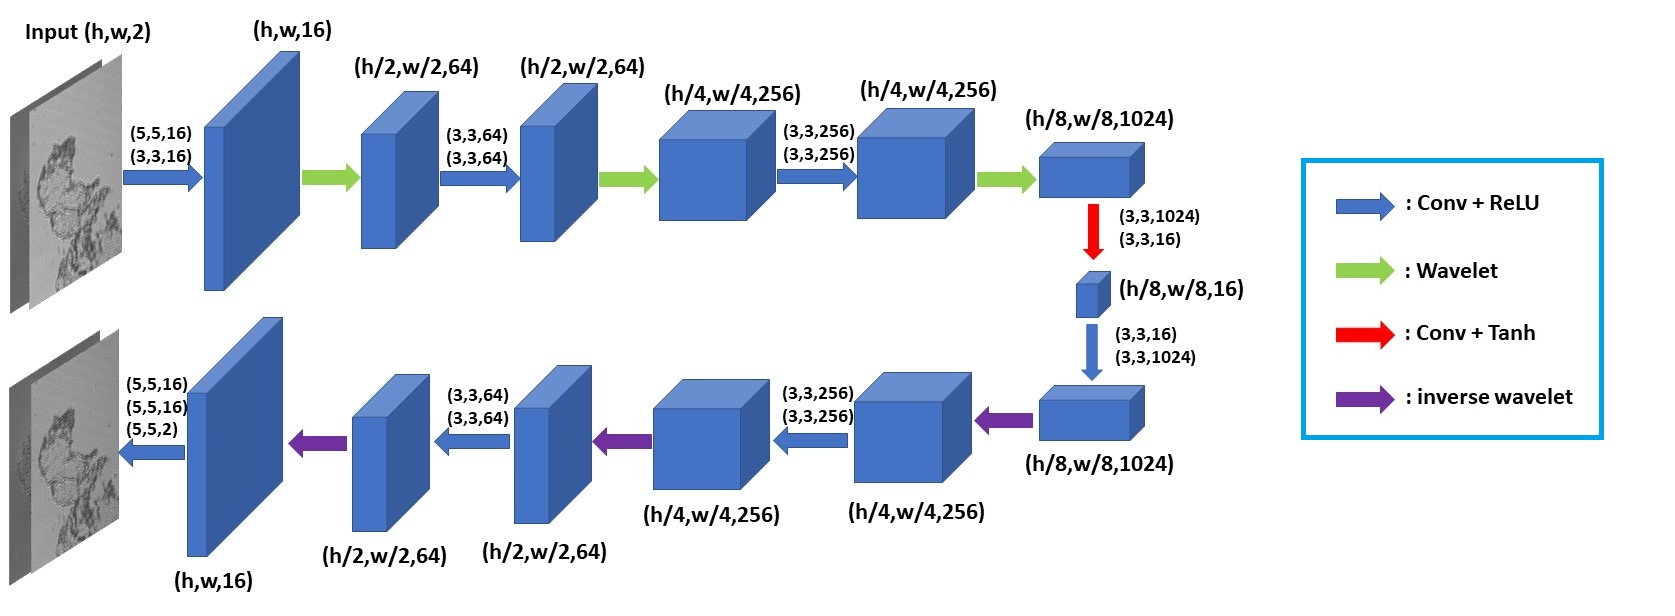 Input (h,w,2)
(h,w,16)
(h/2,w/2,64)
(h/2,w/2,64)
(h/4,w/4,256)
(h/4,w/4,256)
(h/8,w/8,1024)
(5,5,16)
(3,3,16)
(3,3,64)
(3,3,64)
(3,3,256)
(3,3,256)
(3,3,1024)
(3,3,16)
(h/8,w/8,16)
(3,3,16)
(3,3,1024)
(h/8,w/8,1024)
(3,3,256)
(3,3,256)
(h/4,w/4,256)
(h/4,w/4,256)
(3,3,64)
(3,3,64)
(h/2,w/2,64)
(h/2,w/2,64)
(5,5,16)
(5,5,16)
(5,5,2)
(h,w,16)
: Conv + ReLU
: Wavelet
: Conv + Tanh
: inverse wavelet